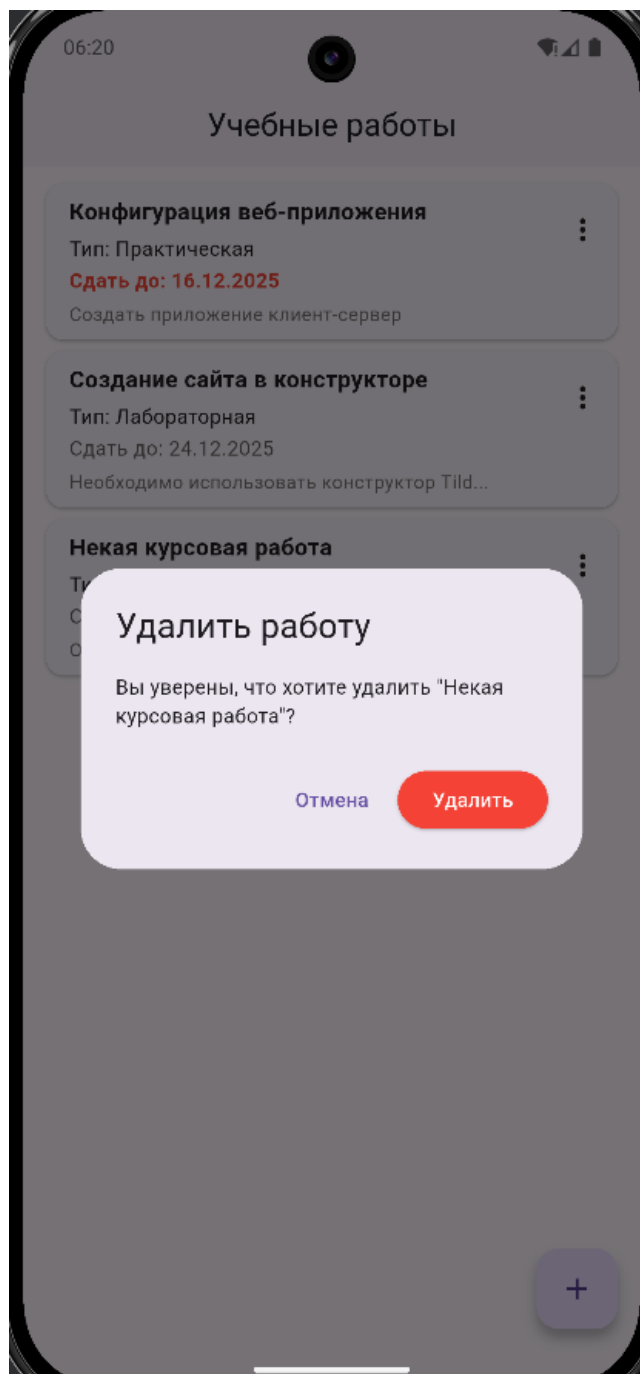 06:20
Учебные работы
Конфигурация веб-приложения
Тип: Практическая
Сдать до: 16.12.2025
Создать приложение клиент-сервер
Создание сайта в конструкторе
Тип: Лабораторная
Сдать до: 24.12.2025
Необходимо использовать конструктор Tild...
Некая курсовая работа
Удалить работу
Вы уверены, что хотите удалить "Некая
курсовая работа"?
Отмена
Удалить
+